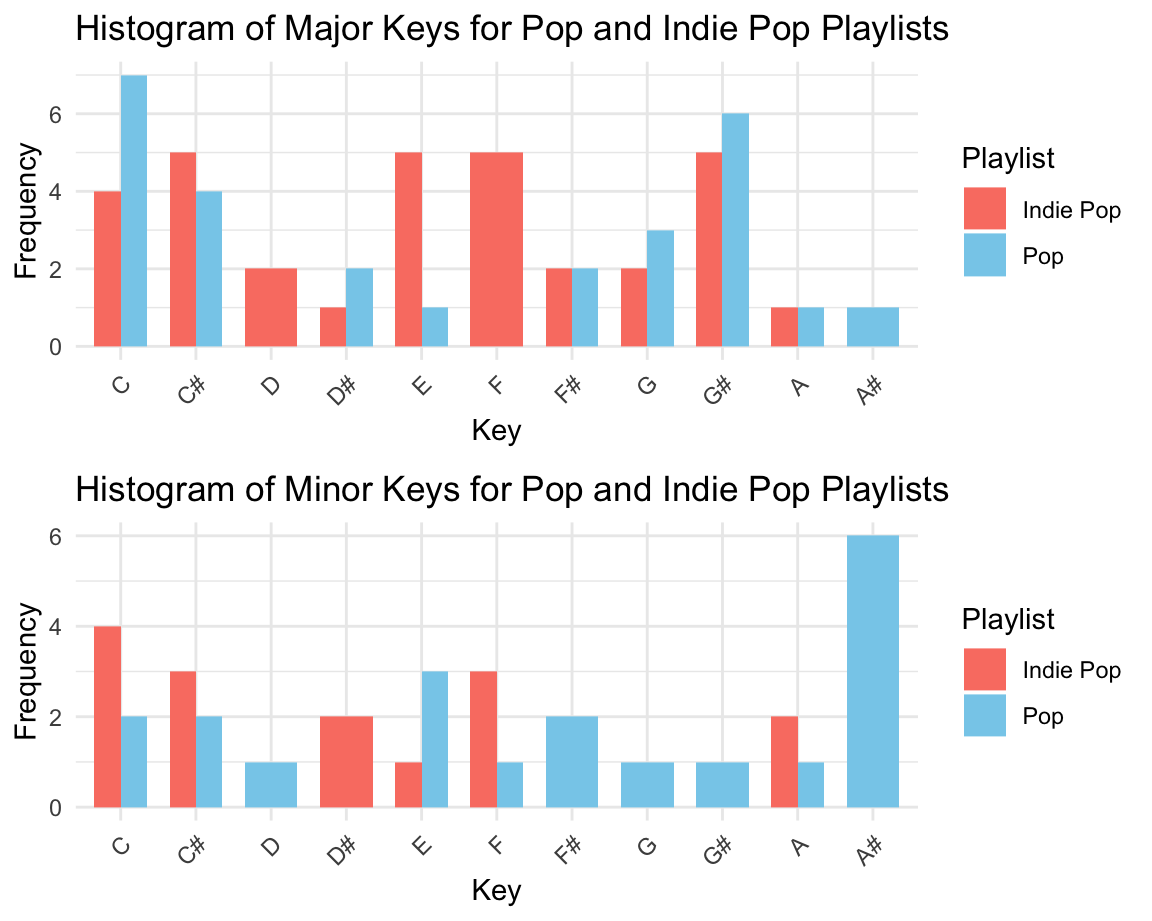 Histogram of Major Keys for Pop and Indie Pop Playlists
Frequency
6
4
2
0
C C# D D# E F F# G G# A A#
Key
Playlist
Indie Pop
Pop
Histogram of Minor Keys for Pop and Indie Pop Playlists
Frequency
6
4
2
0
C C# D D# E F F# G G# A A#
Key
Playlist
Indie Pop
Pop